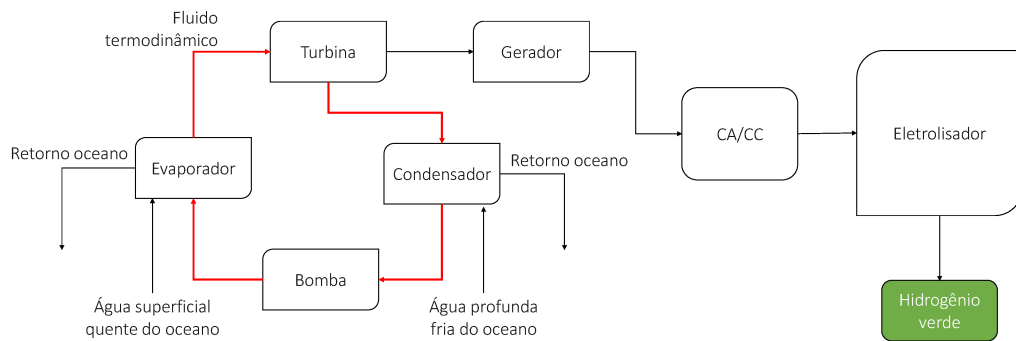 Fluido
termodinâmico
Turbina
Gerador
CA/CC
Eletrolisador
Retorno oceano
Evaporador
Condensador
Retorno oceano
Bomba
Água superficial
quente do oceano
Água profunda
fria do oceano
Hidrogênio
verde